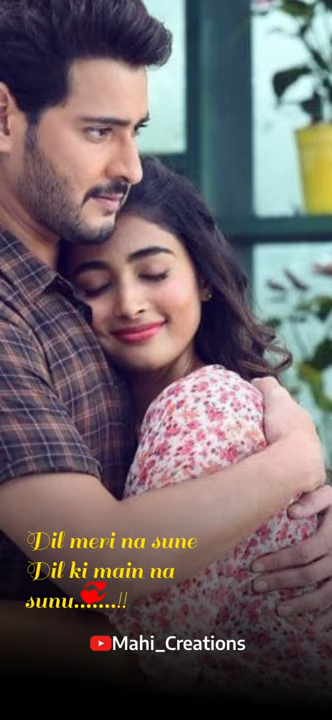 Dil meri na sune
Dil ki main na
sunu.......!!
Mahi_Creations